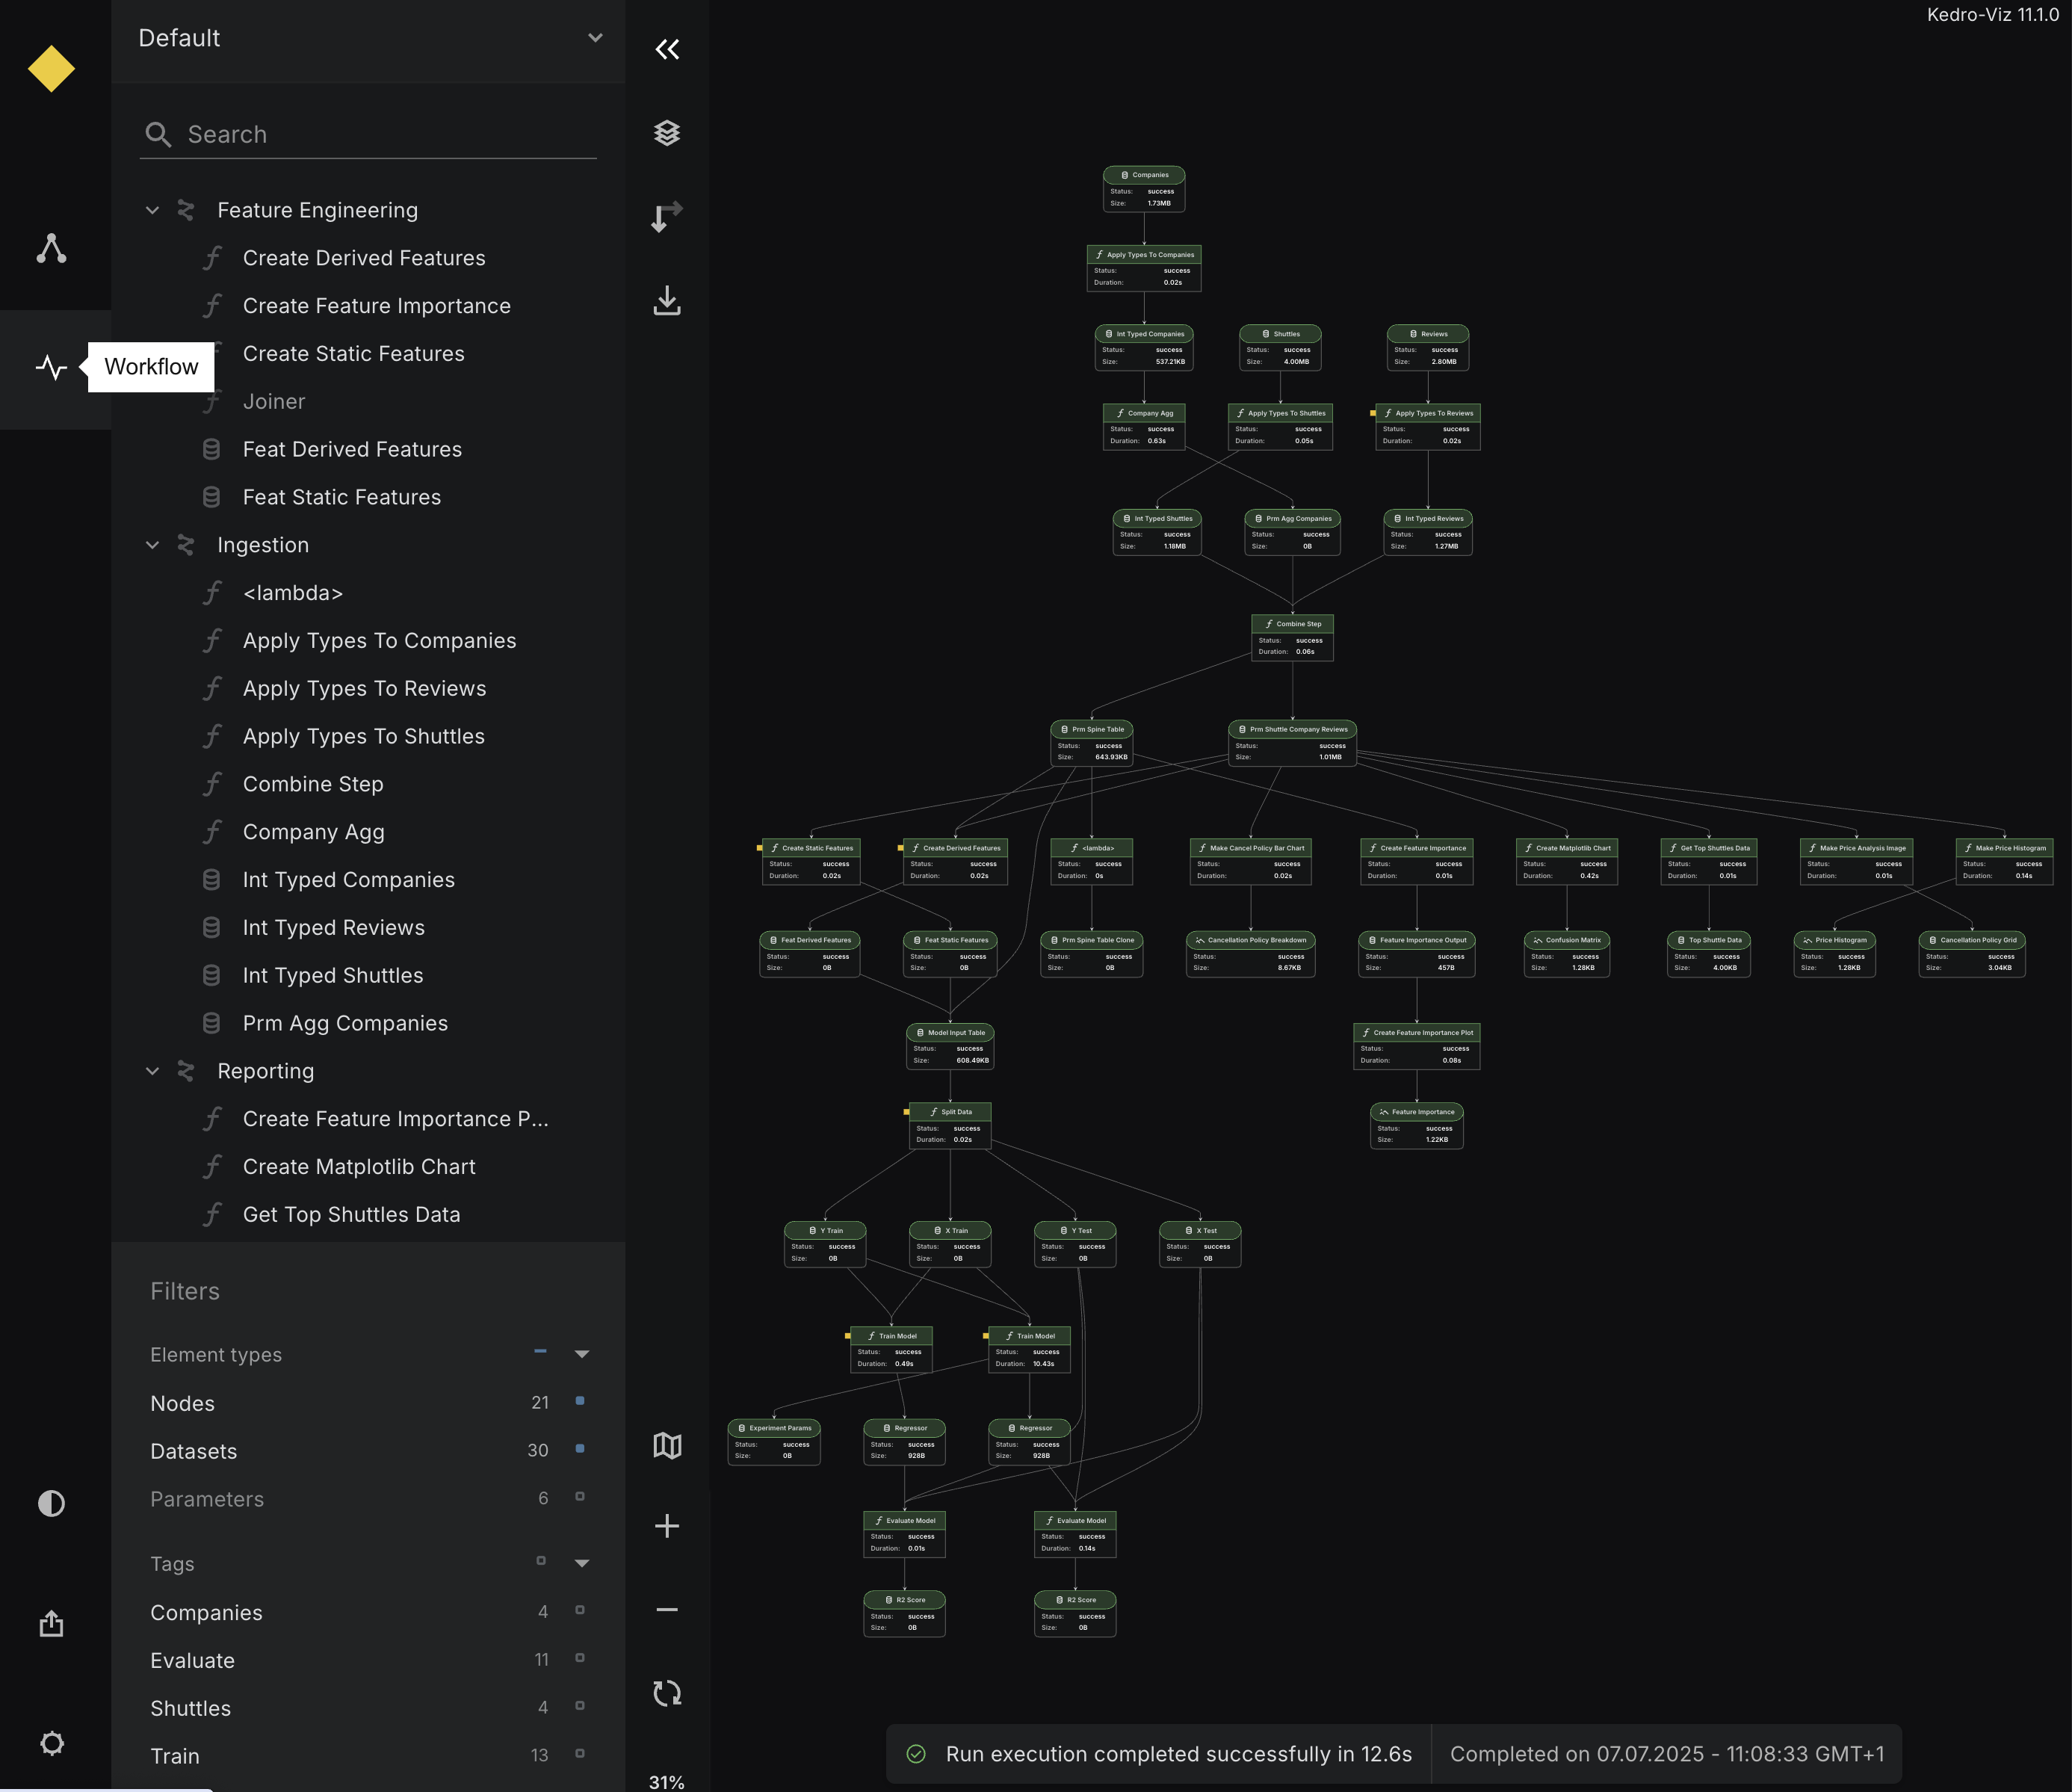 Kedro-Viz 11.1.0
Default
Search
Feature Engineering
Create Derived Features
Create Feature Importance
Create Static Features
Workflow
Joiner
Feat Derived Features
Feat Static Features
Ingestion
<lambda>
Apply Types To Companies
Apply Types To Reviews
Apply Types To Shuttles
Combine Step
Company Agg
Int Typed Companies
Int Typed Reviews
Int Typed Shuttles
Prm Agg Companies
Reporting
Create Feature Importance P...
Create Matplotlib Chart
Get Top Shuttles Data
Filters
Element types
Nodes 21
Datasets 30
Parameters 6
Tags
Companies 4
Evaluate 11
Shuttles 4
Train 13
31%
Companies
Status: success
Size: 1.73MB
Apply Types To Companies
Status: success
Duration: 0.02s
Int Typed Companies
Status: success
Size: 537.21KB
Shuttles
Status: success
Size: 4.00MB
Reviews
Status: success
Size: 2.80MB
Company Agg
Status: success
Duration: 0.63s
Apply Types To Shuttles
Status: success
Duration: 0.05s
Apply Types To Reviews
Status: success
Duration: 0.02s
Int Typed Shuttles
Status: success
Size: 1.18MB
Prm Agg Companies
Status: success
Size: 0B
Int Typed Reviews
Status: success
Size: 1.27MB
Combine Step
Status: success
Duration: 0.06s
Prm Spine Table
Status: success
Size: 643.93KB
Prm Shuttle Company Reviews
Status: success
Size: 1.01MB
Create Static Features
Status: success
Duration: 0.02s
Create Derived Features
Status: success
Duration: 0.02s
<lambda>
Status: success
Duration: 0s
Make Cancel Policy Bar Chart
Status: success
Duration: 0.02s
Create Feature Importance
Status: success
Duration: 0.01s
Create Matplotlib Chart
Status: success
Duration: 0.42s
Get Top Shuttles Data
Status: success
Duration: 0.01s
Make Price Analysis Image
Status: success
Duration: 0.01s
Make Price Histogram
Status: success
Duration: 0.14s
Feat Derived Features
Status: success
Size: 0B
Feat Static Features
Status: success
Size: 0B
Prm Spine Table Clone
Status: success
Size: 0B
Cancellation Policy Breakdown
Status: success
Size: 8.67KB
Feature Importance Output
Status: success
Size: 457B
Confusion Matrix
Status: success
Size: 1.28KB
Top Shuttle Data
Status: success
Size: 4.00KB
Price Histogram
Status: success
Size: 1.28KB
Cancellation Policy Grid
Status: success
Size: 3.04KB
Model Input Table
Status: success
Size: 608.49KB
Create Feature Importance Plot
Status: success
Duration: 0.08s
Split Data
Status: success
Duration: 0.02s
Feature Importance
Status: success
Size: 1.22KB
Y Train
Status: success
Size: 0B
X Train
Status: success
Size: 0B
Y Test
Status: success
Size: 0B
X Test
Status: success
Size: 0B
Train Model
Status: success
Duration: 0.49s
Train Model
Status: success
Duration: 10.43s
Experiment Params
Status: success
Size: 0B
Regressor
Status: success
Size: 928B
Regressor
Status: success
Size: 928B
Evaluate Model
Status: success
Duration: 0.01s
Evaluate Model
Status: success
Duration: 0.14s
R2 Score
Status: success
Size: 0B
R2 Score
Status: success
Size: 0B
Run execution completed successfully in 12.6s
Completed on 07.07.2025 - 11:08:33 GMT+1